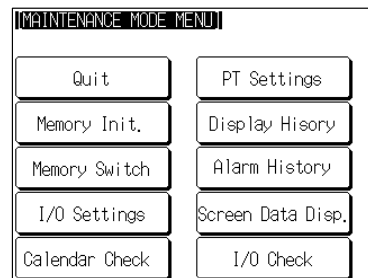 [MAINTENANCE MODE MENU]
Quit
PT Settings
Memory Init.
Display Hisory
Memory Switch
Alarm History
I/O Settings
Screen Data Disp.
Calendar Check
I/O Check